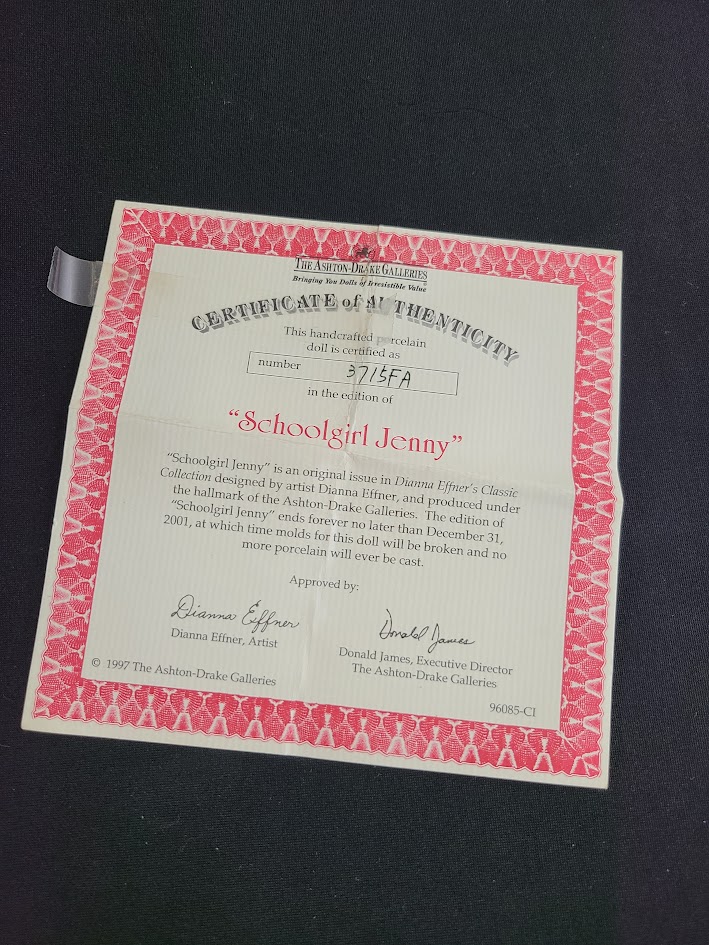 THE ASHTON-DRAKE GALLERIES
Bringing You Dolls of Irresistible Value®
CERTIFICATE of AUTHENTICITY
This handcrafted porcelain
doll is certified as
number 3715FA
in the edition of
“Schoolgirl Jenny”
“Schoolgirl Jenny” is an original issue in Dianna Effner's Classic
Collection designed by artist Dianna Effner, and produced under
the hallmark of the Ashton-Drake Galleries. The edition of
“Schoolgirl Jenny” ends forever no later than December 31,
2001, at which time molds for this doll will be broken and no
more porcelain will ever be cast.
Approved by:
Dianna Effner
Dianna Effner, Artist
Donald James
Donald James, Executive Director
The Ashton-Drake Galleries
© 1997 The Ashton-Drake Galleries
96085-CI